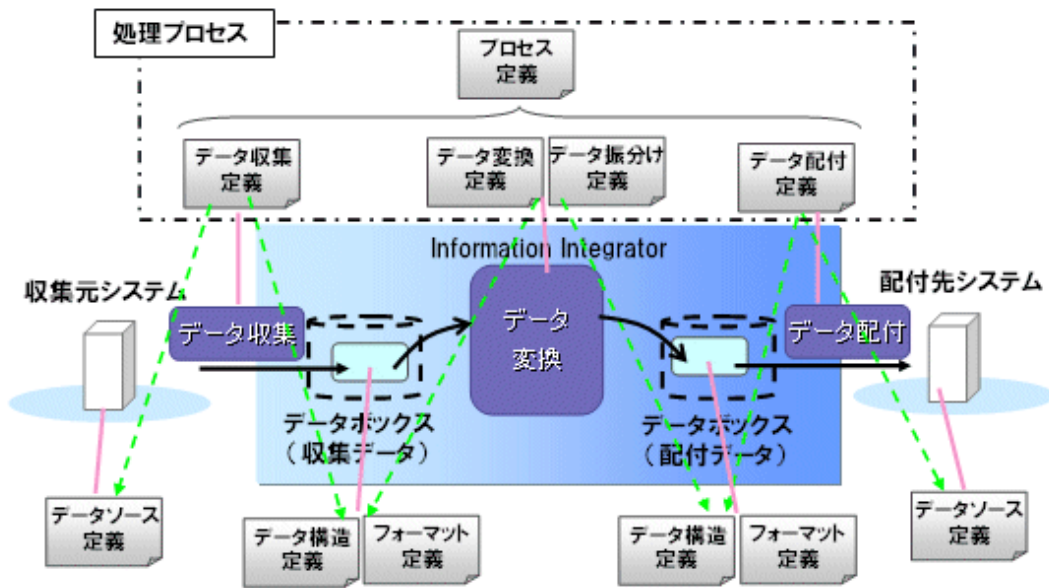 処理プロセス
プロセス
定義
データ収集
定義
データ変換
定義
データ振分け
定義
データ配付
定義
Information Integrator
収集元システム
配付先システム
データ収集
データ
変換
データ配付
データボックス
(収集データ)
データボックス
(配付データ)
データソース
定義
データ構造
定義
フォーマット
定義
データ構造
定義
フォーマット
定義
データソース
定義